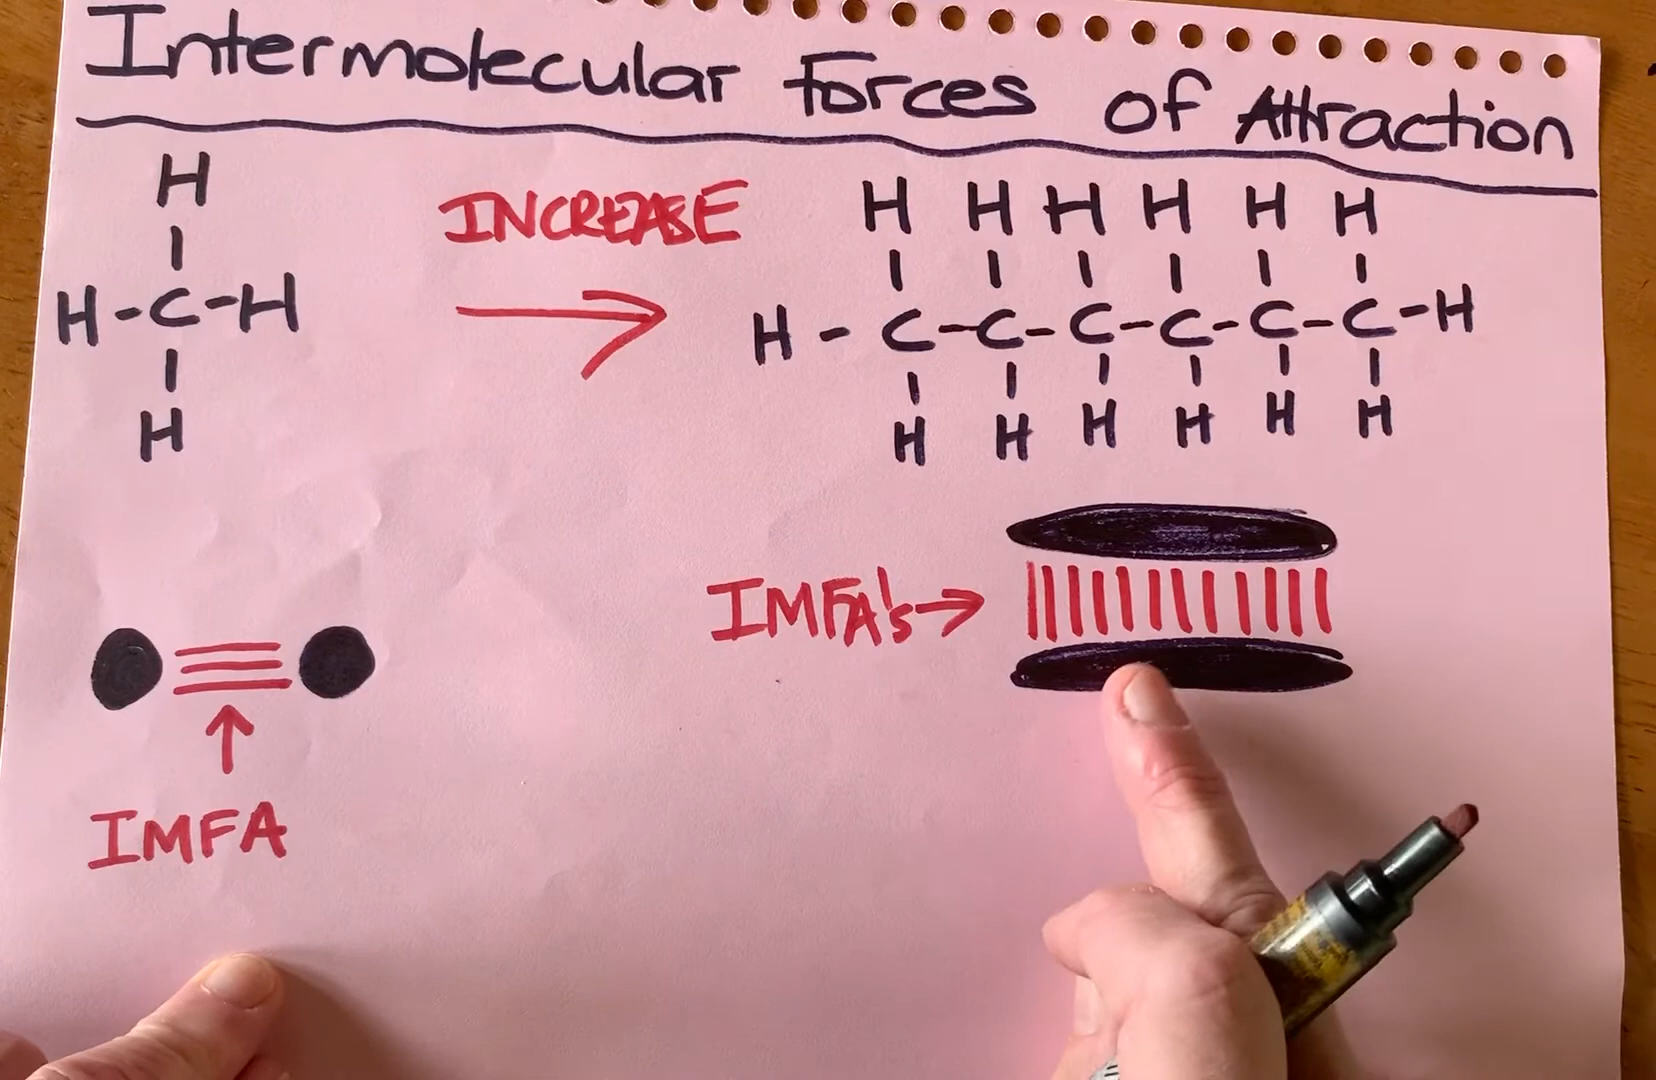 Intermolecular Forces of Attraction
H
H-C-H
H
INCREASE
H H H H H H
H-C-C-C-C-C-C-H
H H H H H H
IMFA's
IMFA